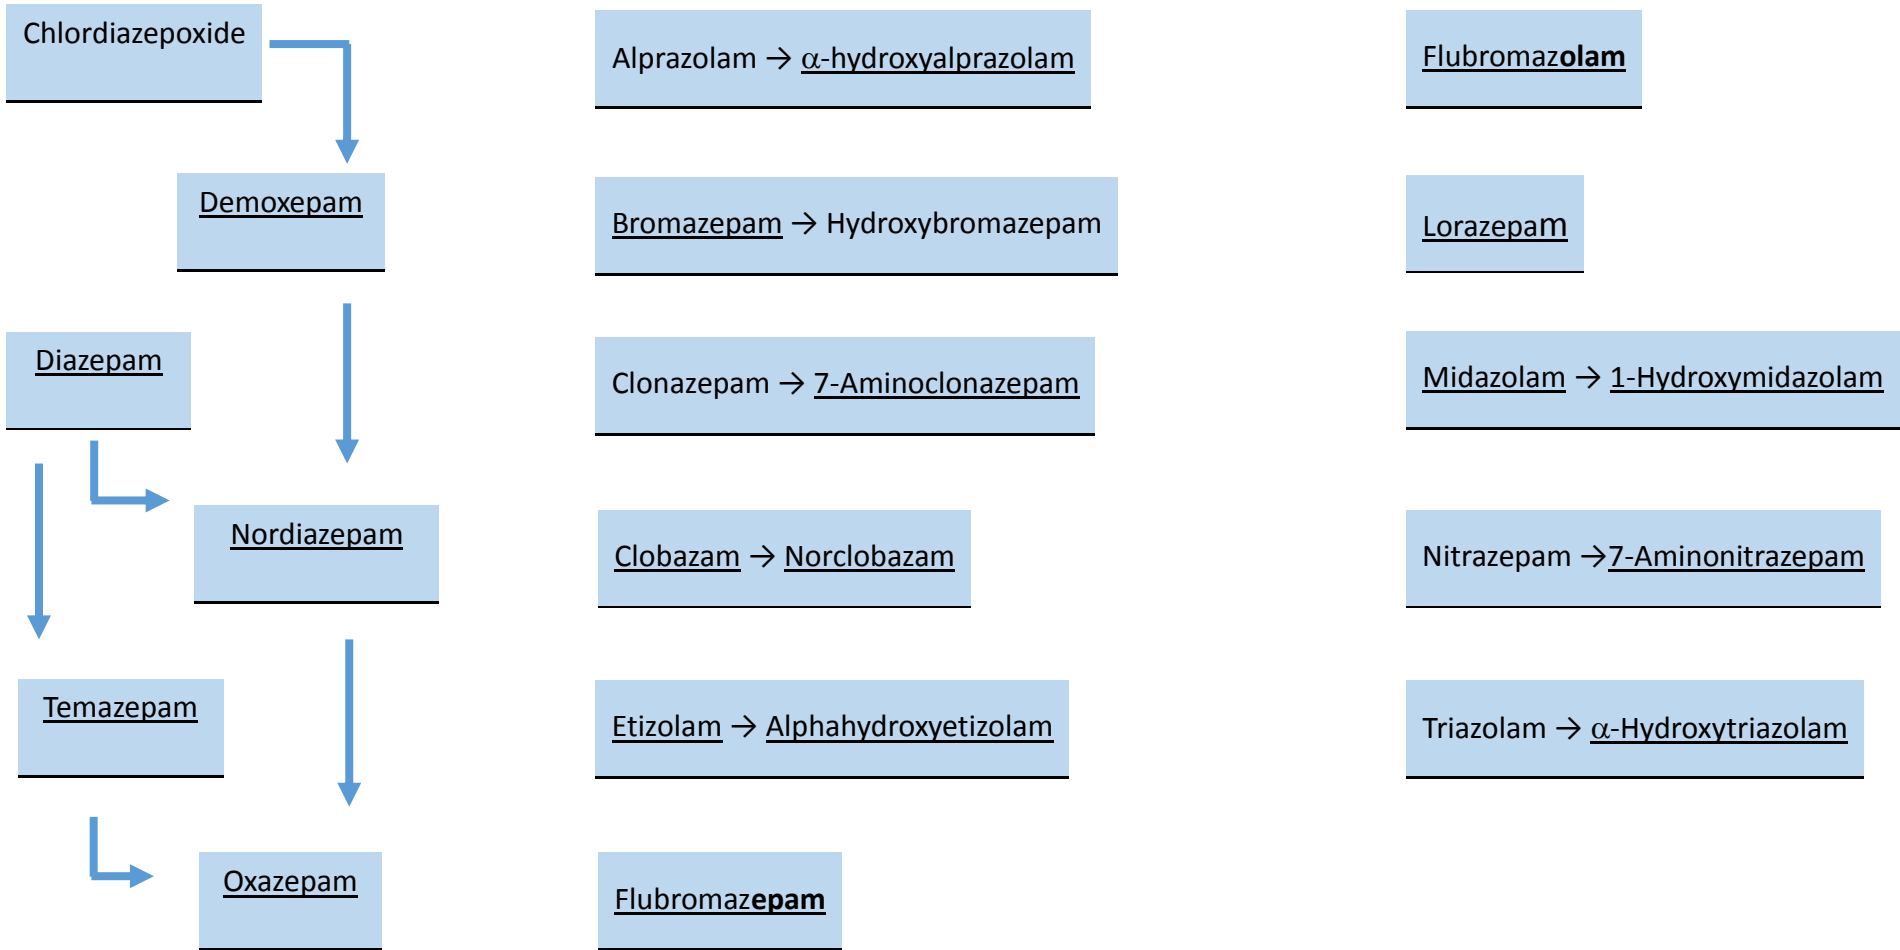 Chlordiazepoxide
Demoxepam
Diazepam
Nordiazepam
Temazepam
Oxazepam
Alprazolam → α-hydroxyalprazolam
Bromazepam → Hydroxybromazepam
Clonazepam → 7-Aminoclonazepam
Clobazam → Norclobazam
Etizolam → Alphahydroxyetizolam
Flubromazepam
Flubromazolam
Lorazepam
Midazolam → 1-Hydroxymidazolam
Nitrazepam →7-Aminonitrazepam
Triazolam → α-Hydroxytriazolam